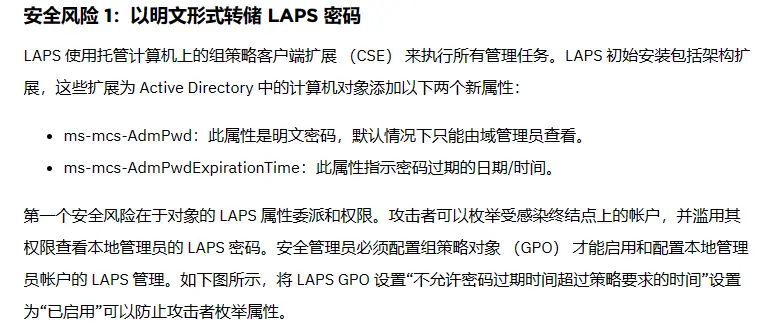 安全风险 1：以明文形式转储 LAPS 密码
LAPS 使用托管计算机上的组策略客户端扩展 （CSE） 来执行所有管理任务。LAPS 初始安装包括架构扩
展，这些扩展为 Active Directory 中的计算机对象添加以下两个新属性：
• ms-mcs-AdmPwd：此属性是明文密码，默认情况下只能由域管理员查看。
• ms-mcs-AdmPwdExpirationTime：此属性指示密码过期的日期/时间。
第一个安全风险在于对象的 LAPS 属性委派和权限。攻击者可以枚举受感染终结点上的帐户，并滥用其
权限查看本地管理员的 LAPS 密码。安全管理员必须配置组策略对象 （GPO） 才能启用和配置本地管理
员帐户的 LAPS 管理。如下图所示，将 LAPS GPO 设置“不允许密码过期时间超过策略要求的时间”设置
为“已启用”可以防止攻击者枚举属性。